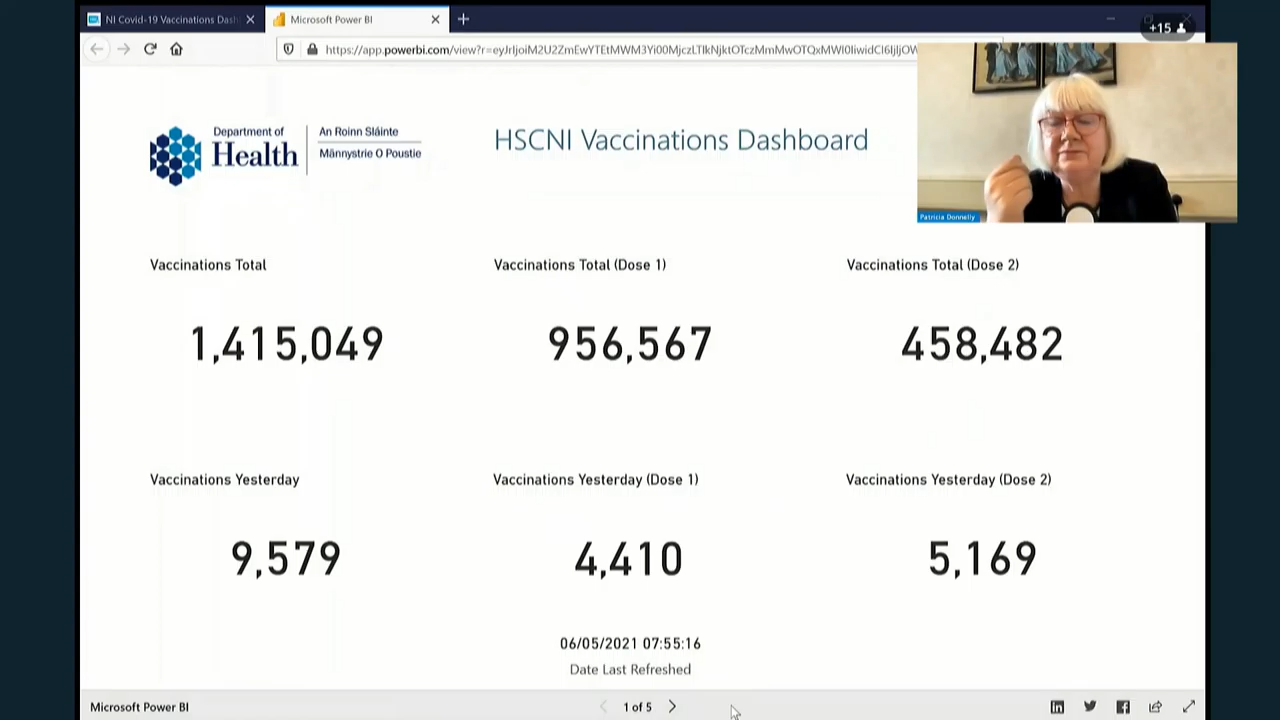 NI Covid-19 Vaccinations Dash
Microsoft Power BI
+15
https://app.powerbi.com/view?r=
Department of
Health
An Roinn Sláinte
Männystrie O Poustie
HSCNI Vaccinations Dashboard
Patricia Donnelly
Vaccinations Total
Vaccinations Total (Dose 1)
Vaccinations Total (Dose 2)
1,415,049
956,567
458,482
Vaccinations Yesterday
Vaccinations Yesterday (Dose 1)
Vaccinations Yesterday (Dose 2)
9,579
4,410
5,169
06/05/2021 07:55:16
Date Last Refreshed
Microsoft Power BI
1 of 5